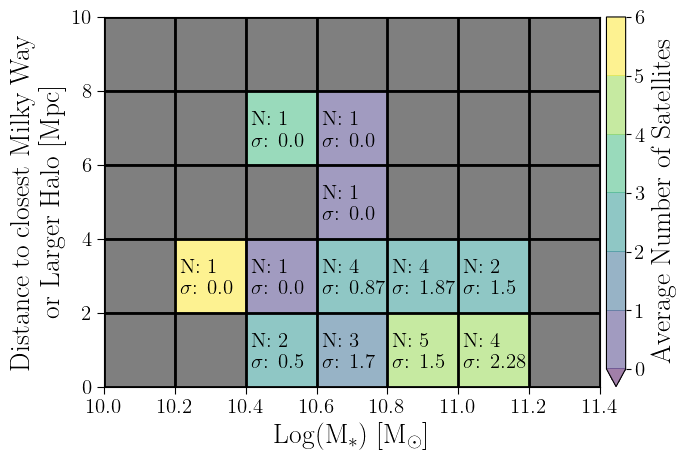 10
8
6
4
2
0
10.0 10.2 10.4 10.6 10.8 11.0 11.2 11.4
Distance to closest Milky Way
or Larger Halo [Mpc]
Log(M*) [M⊙]
N: 1
σ: 0.0
N: 1
σ: 0.0
N: 1
σ: 0.0
N: 1
σ: 0.0
N: 1
σ: 0.0
N: 4
σ: 0.87
N: 4
σ: 1.87
N: 2
σ: 1.5
N: 2
σ: 0.5
N: 3
σ: 1.7
N: 5
σ: 1.5
N: 4
σ: 2.28
6
5
4
3
2
1
0
Average Number of Satellites